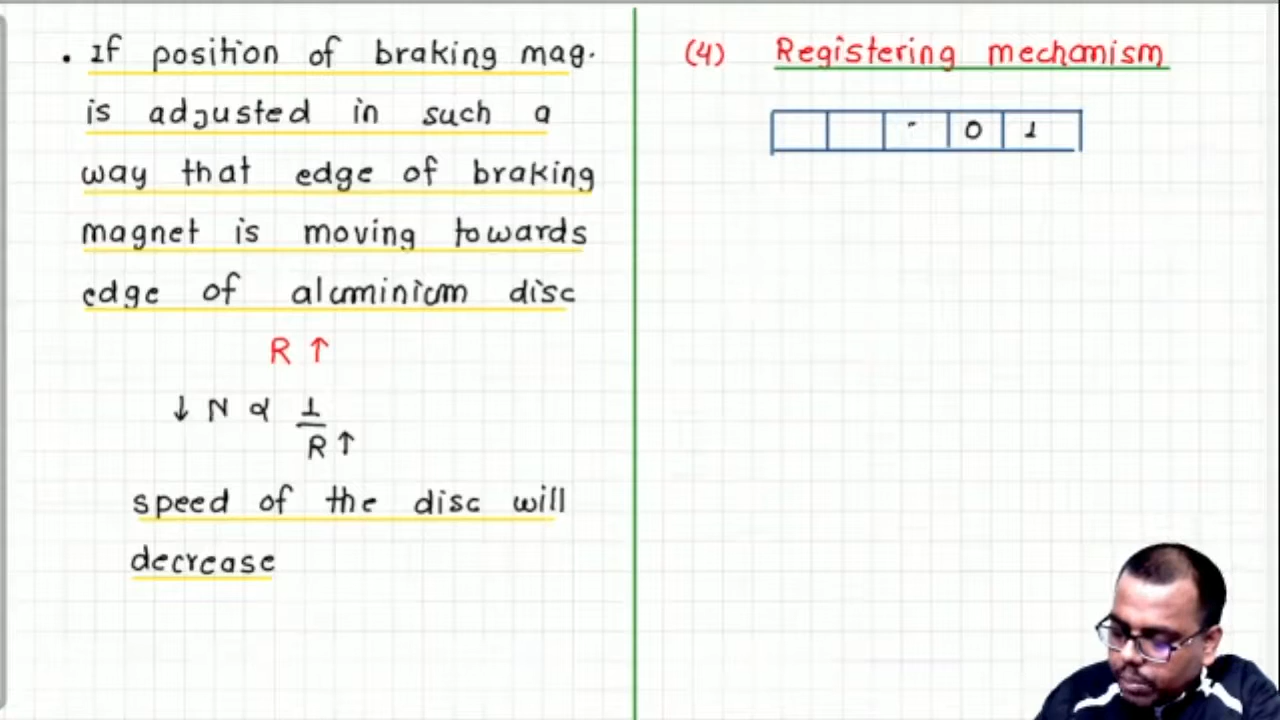 . If position of braking mag.
is adjusted in such a
way that edge of braking
magnet is moving towards
edge of aluminium disc
R ↑
↓ N ∝ 1
R ↑
speed of the disc will
decrease
(4) Registering mechanism
0 1